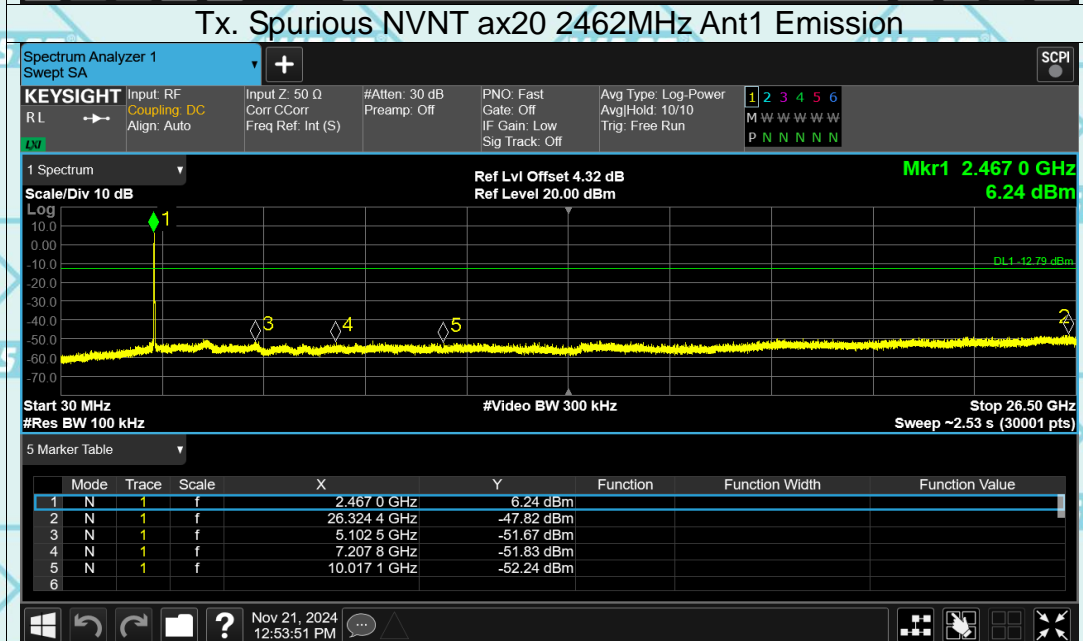 Tx. Spurious NVNT ax20 2462MHz Ant1 Emission
Spectrum Analyzer 1
Swept SA
SCPI
KEYSIGHT
RL
LXI
Input: RF
Coupling: DC
Align: Auto
Input Z: 50 Ω
Corr CCorr
Freq Ref: Int (S)
#Atten: 30 dB
Preamp: Off
PNO: Fast
Gate: Off
IF Gain: Low
Sig Track: Off
Avg Type: Log-Power
Avg|Hold: 10/10
Trig: Free Run
1 2 3 4 5 6
M W W W W W
P N N N N N
1 Spectrum
Scale/Div 10 dB
Ref Lvl Offset 4.32 dB
Ref Level 20.00 dBm
Mkr1 2.467 0 GHz
6.24 dBm
Log
10.0
0.00
-10.0
-20.0
-30.0
-40.0
-50.0
-60.0
-70.0
1
DL1 -12.79 dBm
3
4
5
2
Start 30 MHz
#Video BW 300 kHz
Stop 26.50 GHz
#Res BW 100 kHz
Sweep ~2.53 s (30001 pts)
5 Marker Table
Mode Trace Scale X Y Function Function Width Function Value
1 N 1 f 2.467 0 GHz 6.24 dBm
2 N 1 f 26.324 4 GHz -47.82 dBm
3 N 1 f 5.102 5 GHz -51.67 dBm
4 N 1 f 7.207 8 GHz -51.83 dBm
5 N 1 f 10.017 1 GHz -52.24 dBm
6
?
Nov 21, 2024
12:53:51 PM